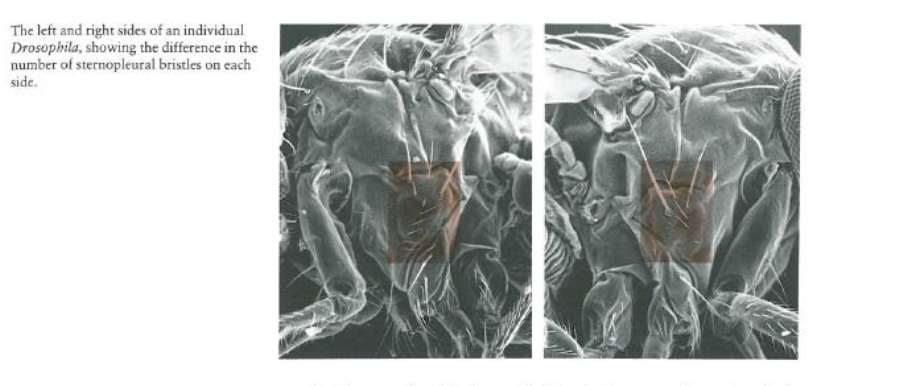 The left and right sides of an individual
Drosophila, showing the difference in the
number of sternopleural bristles on each
side.